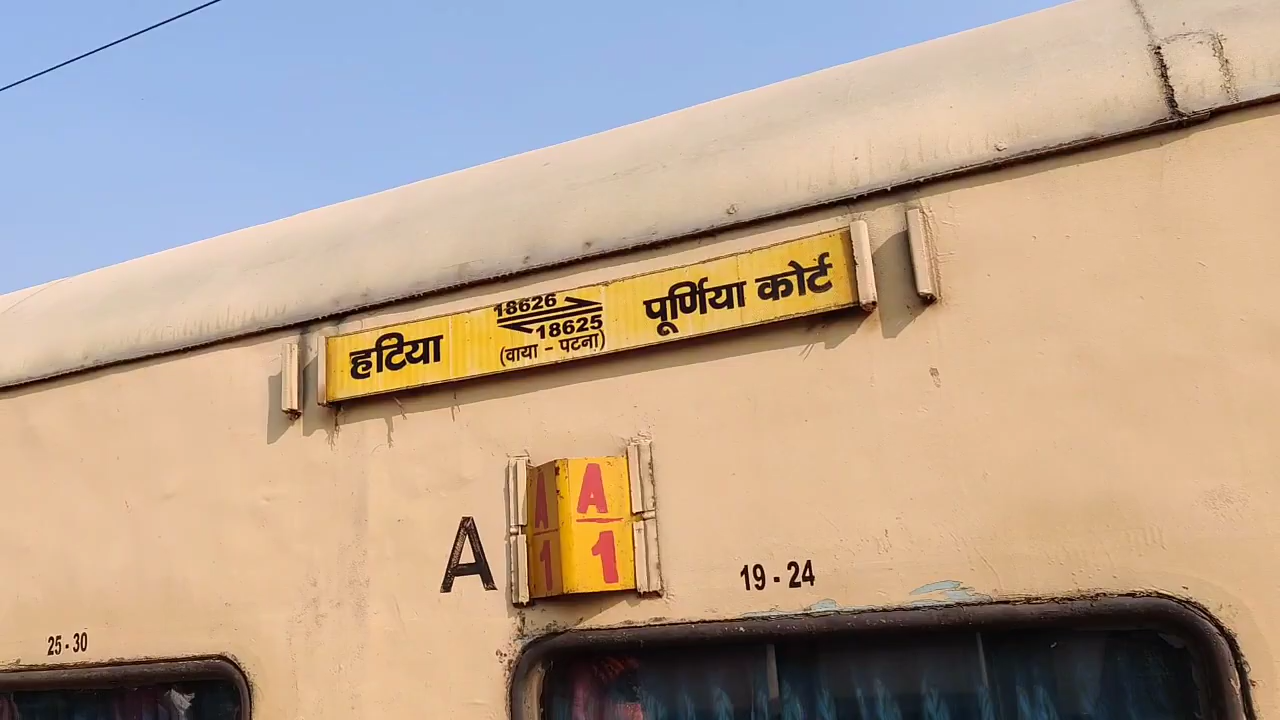 हटिया
18626
18625
(वाया - पटना)
पूर्णिया कोर्ट
A
A
1
A
1
19 - 24
25 - 30